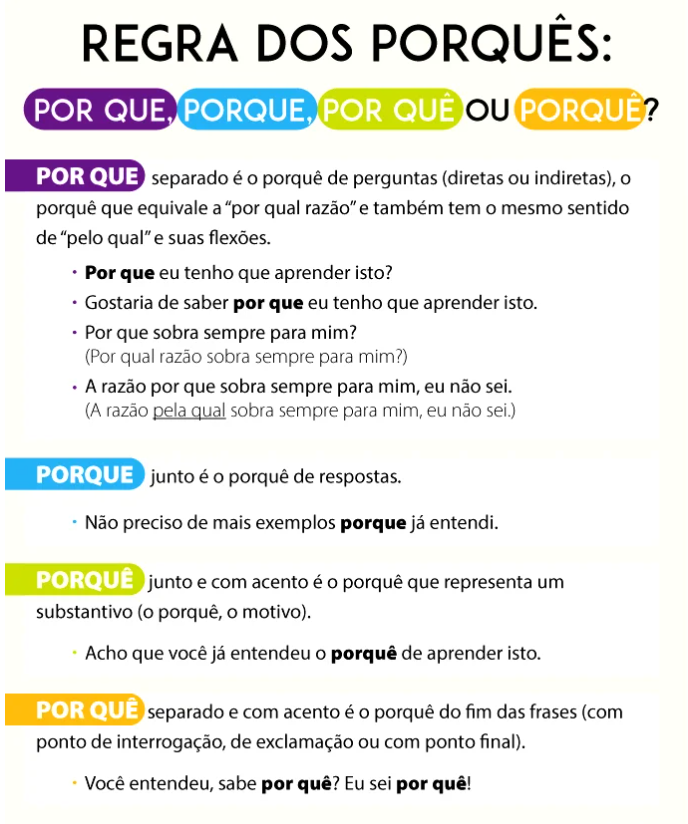 REGRA DOS PORQUÊS:
POR QUE, PORQUE, POR QUÊ OU PORQUÊ?
POR QUE separado é o porquê de perguntas (diretas ou indiretas), o
porquê que equivale a “por qual razão” e também tem o mesmo sentido
de “pelo qual” e suas flexões.
• Por que eu tenho que aprender isto?
• Gostaria de saber por que eu tenho que aprender isto.
• Por que sobra sempre para mim?
(Por qual razão sobra sempre para mim?)
• A razão por que sobra sempre para mim, eu não sei.
(A razão pela qual sobra sempre para mim, eu não sei.)
PORQUE junto é o porquê de respostas.
• Não preciso de mais exemplos porque já entendi.
PORQUÊ junto e com acento é o porquê que representa um
substantivo (o porquê, o motivo).
• Acho que você já entendeu o porquê de aprender isto.
POR QUÊ separado e com acento é o porquê do fim das frases (com
ponto de interrogação, de exclamação ou com ponto final).
• Você entendeu, sabe por quê? Eu sei por quê!